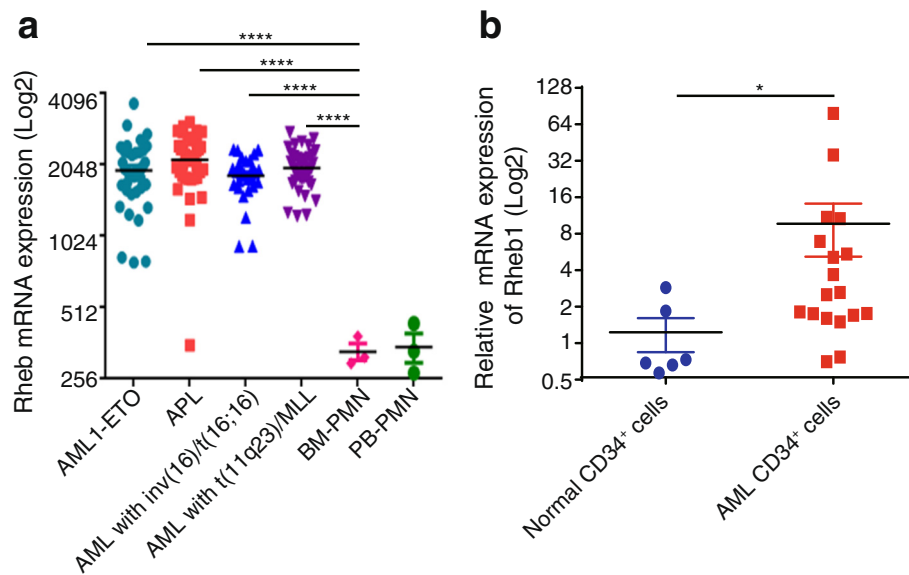 a
****
****
****
****
Rheb mRNA expression (Log2)
4096
2048
1024
512
256
AML1-ETO
APL
AML with inv(16)/t(16;16)
AML with t(11q23)/MLL
BM-PMN
PB-PMN
b
*
Relative mRNA expression
of Rheb1 (Log2)
128
64
32
16
8
4
2
1
0.5
Normal CD34⁺ cells
AML CD34⁺ cells